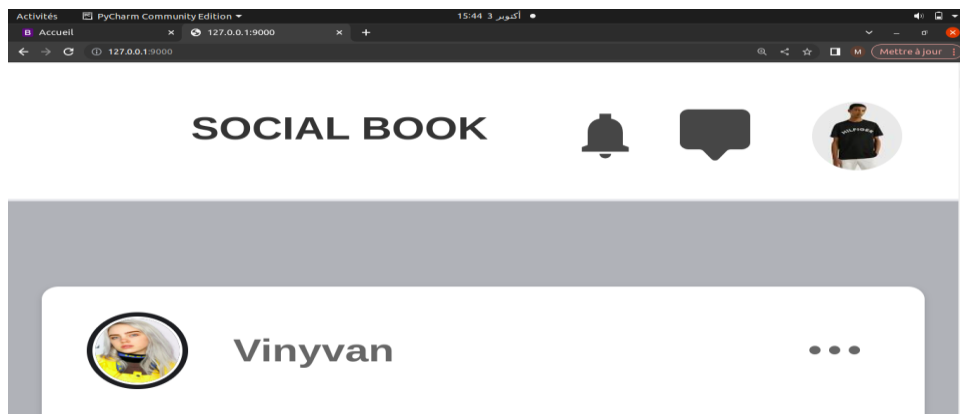 Activités PyCharm Community Edition 15:44 3 أكتوبر
B Accueil 127.0.0.1:9000
127.0.0.1:9000 M Mettre à jour
SOCIAL BOOK
HILFIGER
Vinyvan